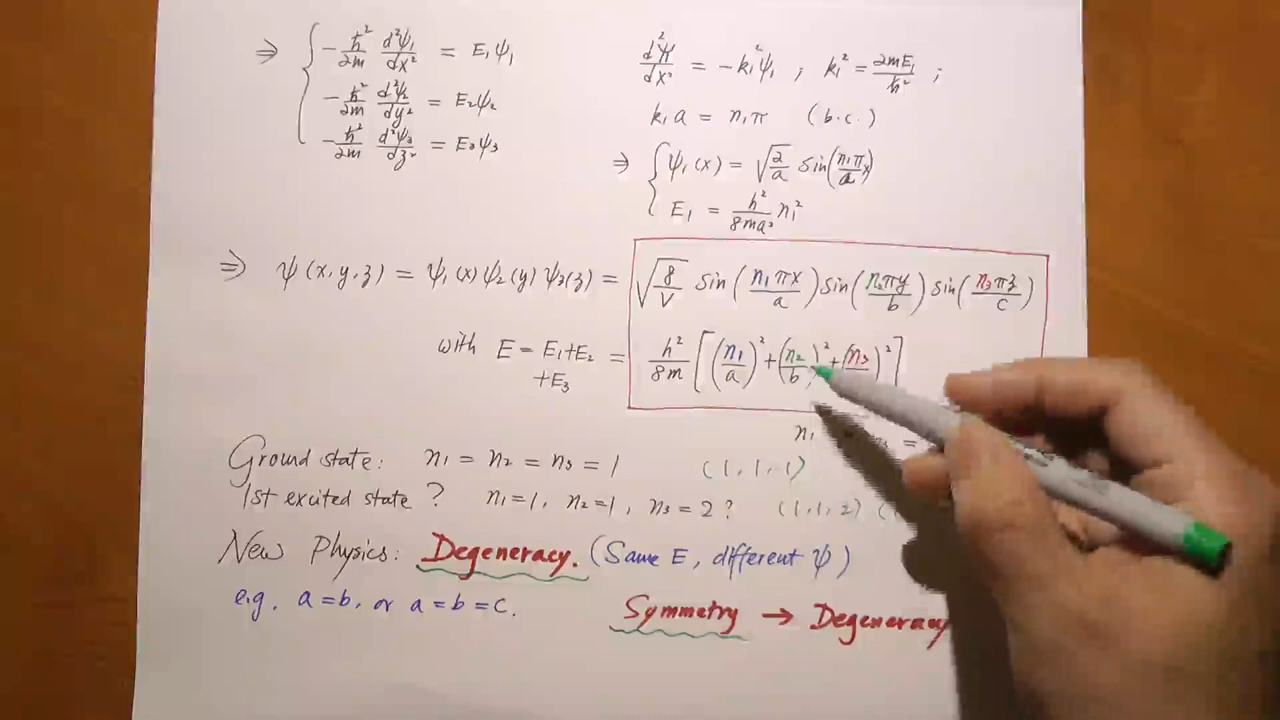 ⇒ { -ħ²/2m d²ψ₁/dx² = E₁ψ₁
-ħ²/2m d²ψ₂/dy² = E₂ψ₂
-ħ²/2m d²ψ₃/dz² = E₃ψ₃
d²ψ₁/dx² = -k₁²ψ₁ ; k₁² = 2mE₁/ħ² ;
k₁a = n₁π (b.c.)
⇒ { ψ₁(x) = √(2/a) sin(n₁π/a x)
E₁ = h²/8ma² n₁²
⇒ ψ(x,y,z) = ψ₁(x)ψ₂(y)ψ₃(z) = √(8/V) sin(n₁πx/a) sin(n₂πy/b) sin(n₃πz/c)
with E = E₁+E₂ = h²/8m [(n₁/a)² + (n₂/b)² + (n₃/ )²]
+E₃
n₁ =
Ground state: n₁ = n₂ = n₃ = 1 (1,1,1)
1st excited state? n₁=1, n₂=1, n₃=2? (1,1,2) (
New Physics: Degeneracy. (Same E, different ψ)
e.g. a=b, or a=b=c. Symmetry → Degeneracy